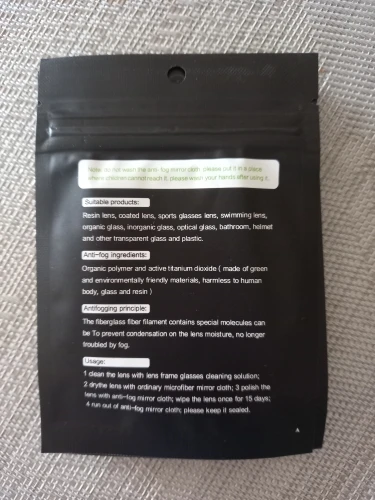 Note: do not wash the anti-fog mirror cloth, please put it in a place
where children cannot reach it, please wash your hands after using it.
Suitable products:
Resin lens, coated lens, sports glasses lens, swimming lens,
organic glass, inorganic glass, optical glass, bathroom, helmet
and other transparent glass and plastic.
Anti-fog ingredients:
Organic polymer and active titanium dioxide ( made of green
and environmentally friendly materials, harmless to human
body, glass and resin )
Antifogging principle:
The fiberglass fiber filament contains special molecules can
be To prevent condensation on the lens moisture, no longer
troubled by fog.
Usage:
1 clean the lens with lens frame glasses cleaning solution;
2 drythe lens with ordinary microfiber mirror cloth; 3 polish the
lens with anti-fog mirror cloth; wipe the lens once for 15 days;
4 run out of anti-fog mirror cloth; please keep it sealed.